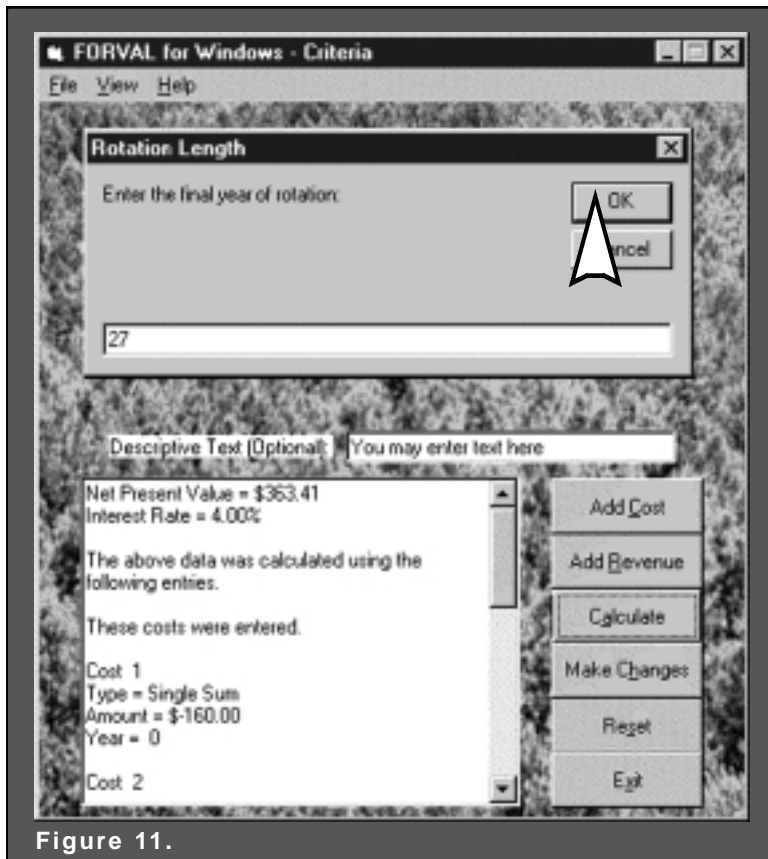 FORVAL for Windows - Criteria
File View Help
Rotation Length
Enter the final year of rotation:
OK
27
Descriptive Text (Optional):
You may enter text here
Net Present Value = $363.41
Interest Rate = 4.00%
The above data was calculated using the
following entries.
These costs were entered.
Cost 1
Type = Single Sum
Amount = $-160.00
Year = 0
Cost 2
Add Cost
Add Revenue
Calculate
Make Changes
Reset
Exit
Figure 11.